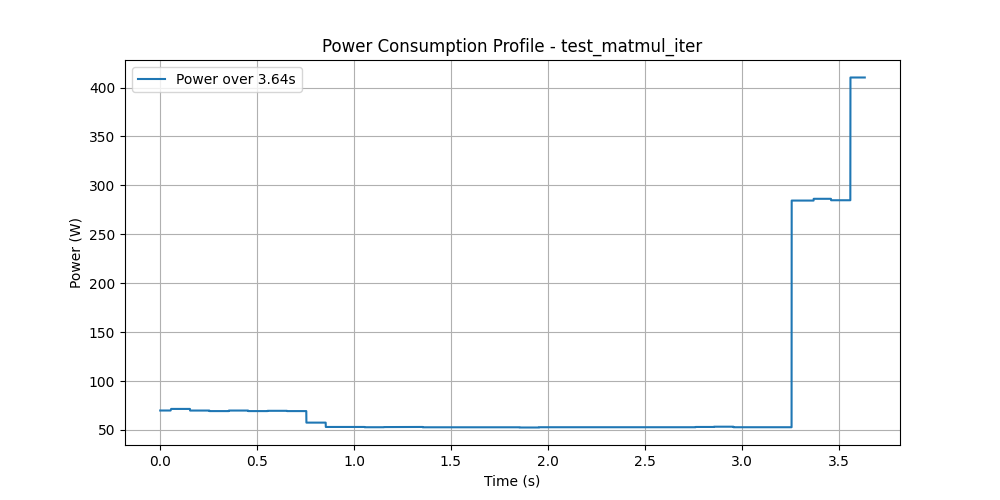 Power Consumption Profile - test_matmul_iter
Power over 3.64s
400
350
300
250
200
150
100
50
Power (W)
0.0 0.5 1.0 1.5 2.0 2.5 3.0 3.5
Time (s)